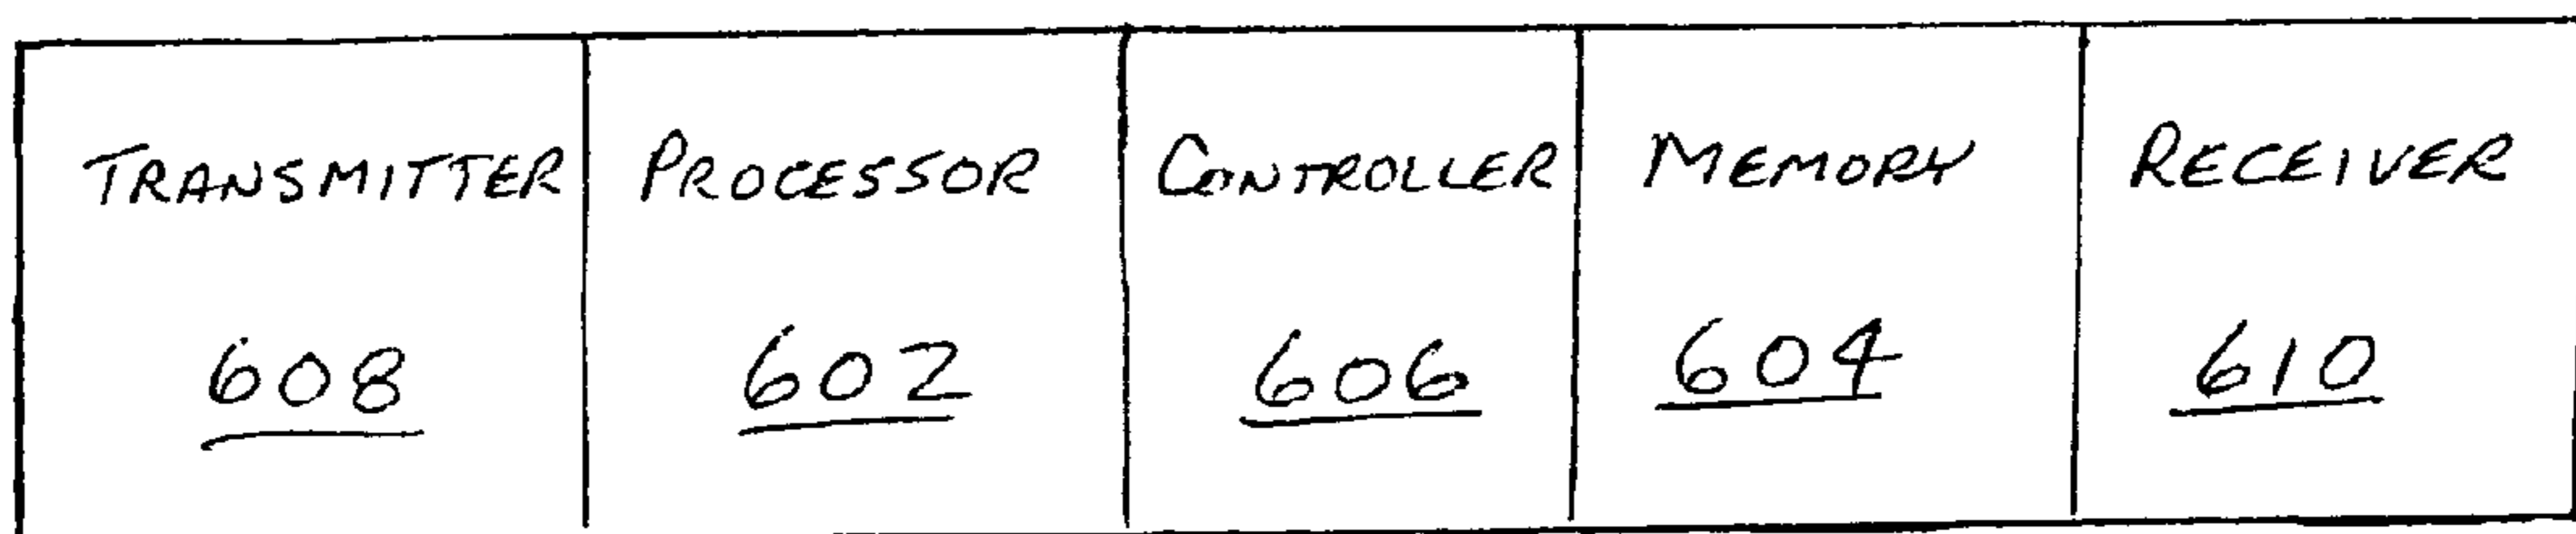 TRANSMITTER PROCESSOR CONTROLLER MEMORY RECEIVER
608 602 606 604 610